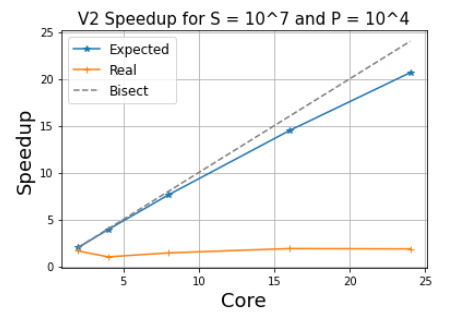 V2 Speedup for S = 10^7 and P = 10^4
25
20
15
10
5
0
Speedup
Expected
Real
Bisect
5 10 15 20 25
Core